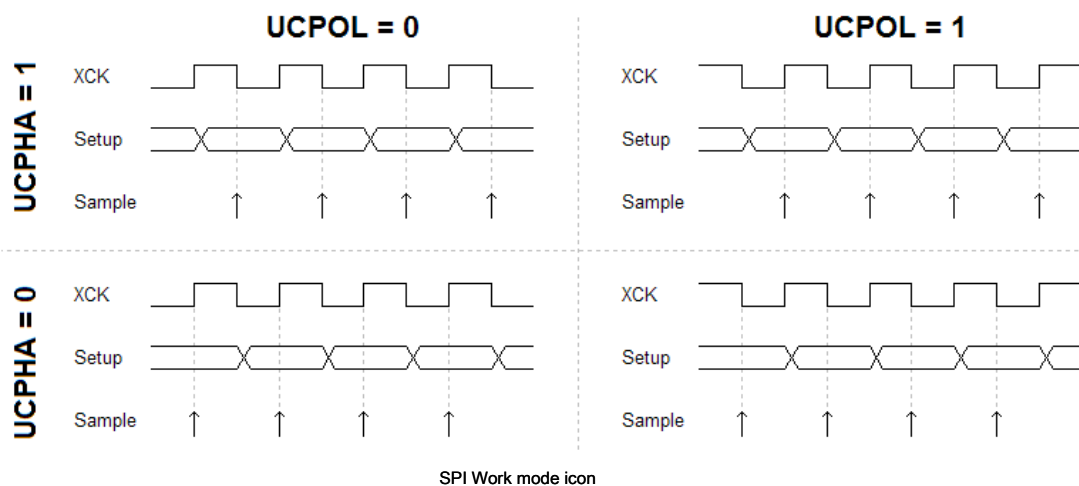 UCPOL = 0
UCPOL = 1
UCPHA = 1
XCK
Setup
Sample
XCK
Setup
Sample
UCPHA = 0
XCK
Setup
Sample
XCK
Setup
Sample
SPI Work mode icon